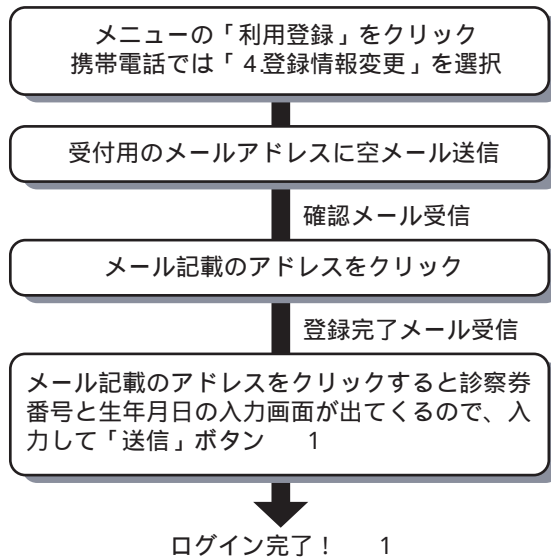 メニューの「利用登録」をクリック
携帯電話では「4.登録情報変更」を選択
受付用のメールアドレスに空メール送信
確認メール受信
メール記載のアドレスをクリック
登録完了メール受信
メール記載のアドレスをクリックすると診察券
番号と生年月日の入力画面が出てくるので、入
力して「送信」ボタン 1
ログイン完了! 1